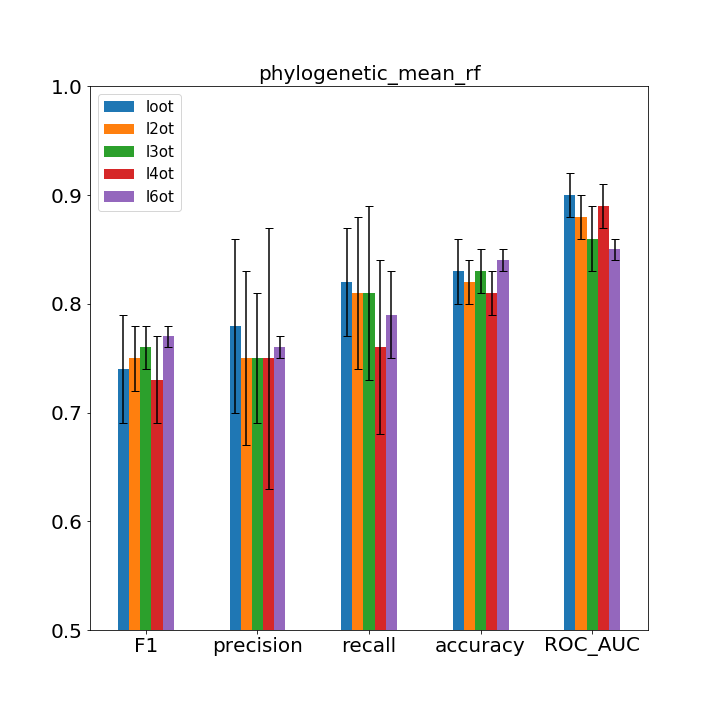 phylogenetic_mean_rf
1.0
0.9
0.8
0.7
0.6
0.5
loot
l2ot
l3ot
l4ot
l6ot
F1 precision recall accuracy ROC_AUC